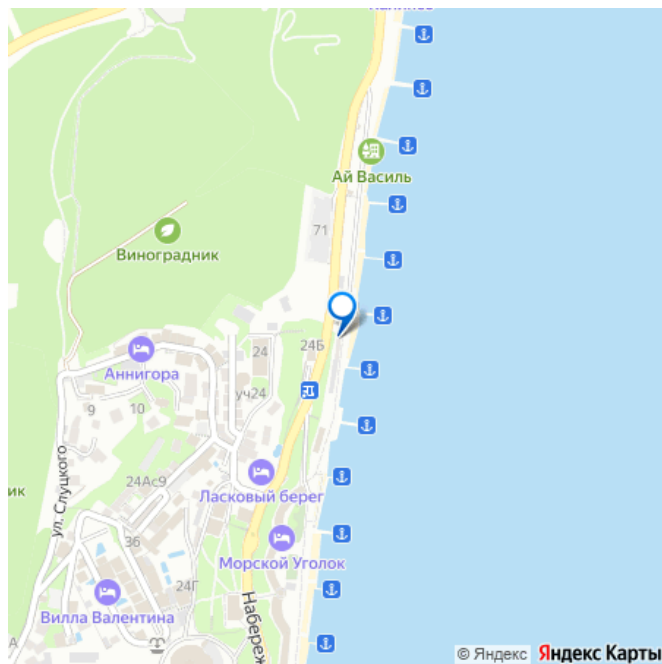 Ай Василь
71
Виноградник
24Б
24
Аннигора
уч24
9
10
ул. Слуцкого
Ласковый берег
24Ас9
ик
36
Морской Уголок
24Г
Вилла Валентина
Набереж
А
© Яндекс Яндекс Карты